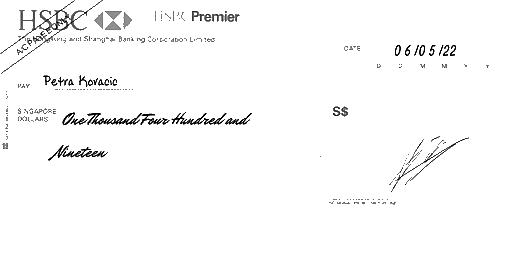 HSBC HSBC Premier
The Hongkong and Shanghai Banking Corporation Limited
A/C PAYEE ONLY
DATE 06/05/22
D D M M Y Y
PAY Petra Kovacic
SINGAPORE
DOLLARS One Thousand Four Hundred and
Nineteen
S$